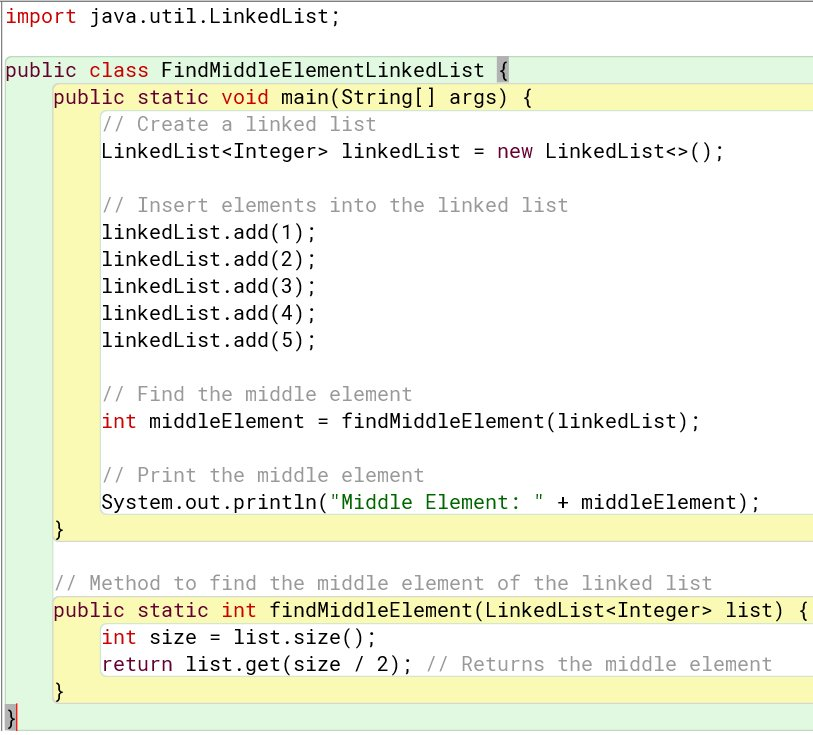 import java.util.LinkedList;
public class FindMiddleElementLinkedList {
public static void main(String[] args) {
// Create a linked list
LinkedList<Integer> linkedList = new LinkedList<>();
// Insert elements into the linked list
linkedList.add(1);
linkedList.add(2);
linkedList.add(3);
linkedList.add(4);
linkedList.add(5);
// Find the middle element
int middleElement = findMiddleElement(linkedList);
// Print the middle element
System.out.println("Middle Element: " + middleElement);
}
// Method to find the middle element of the linked list
public static int findMiddleElement(LinkedList<Integer> list) {
int size = list.size();
return list.get(size / 2); // Returns the middle element
}
}